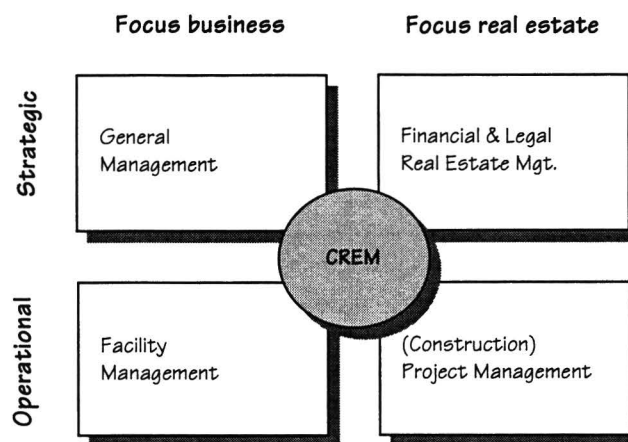 Focus business
Focus real estate
Strategic
General
Management
Financial & Legal
Real Estate Mgt.
CREM
Operational
Facility
Management
(Construction)
Project Management